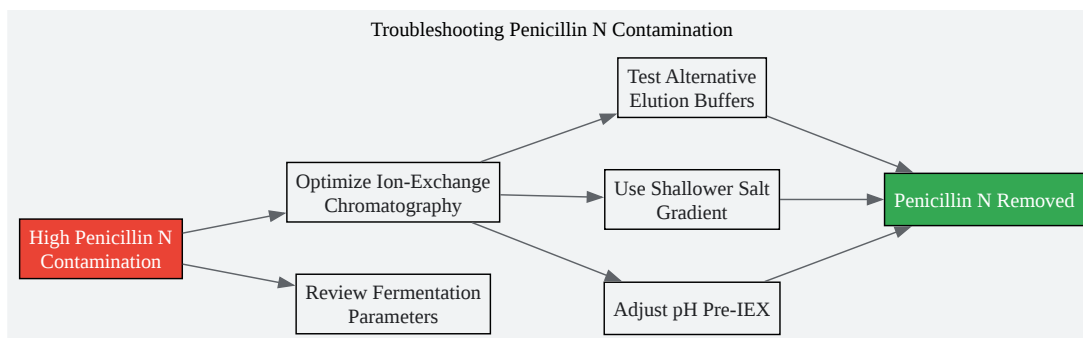 Troubleshooting Penicillin N Contamination
High Penicillin N
Contamination
Optimize Ion-Exchange
Chromatography
Review Fermentation
Parameters
Test Alternative
Elution Buffers
Use Shallower Salt
Gradient
Adjust pH Pre-IEX
Penicillin N Removed